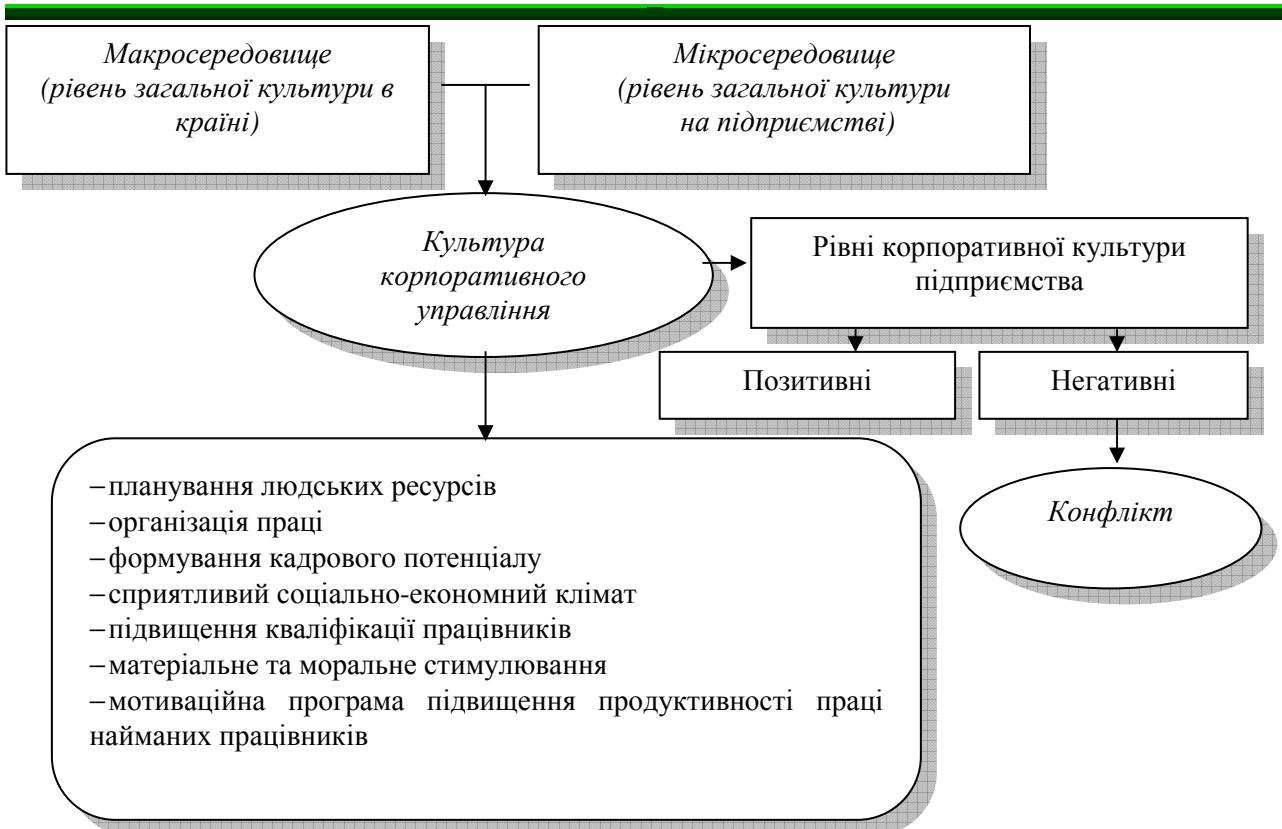 Макросередовище
(рівень загальної культури в
країні)
Мікросередовище
(рівень загальної культури
на підприємстві)
Культура
корпоративного
управління
Рівні корпоративної культури
підприємства
Позитивні
Негативні
Конфлікт
−планування людських ресурсів
−організація праці
−формування кадрового потенціалу
−сприятливий соціально-економний клімат
−підвищення кваліфікації працівників
−матеріальне та моральне стимулювання
−мотиваційна програма підвищення продуктивності праці
найманих працівників